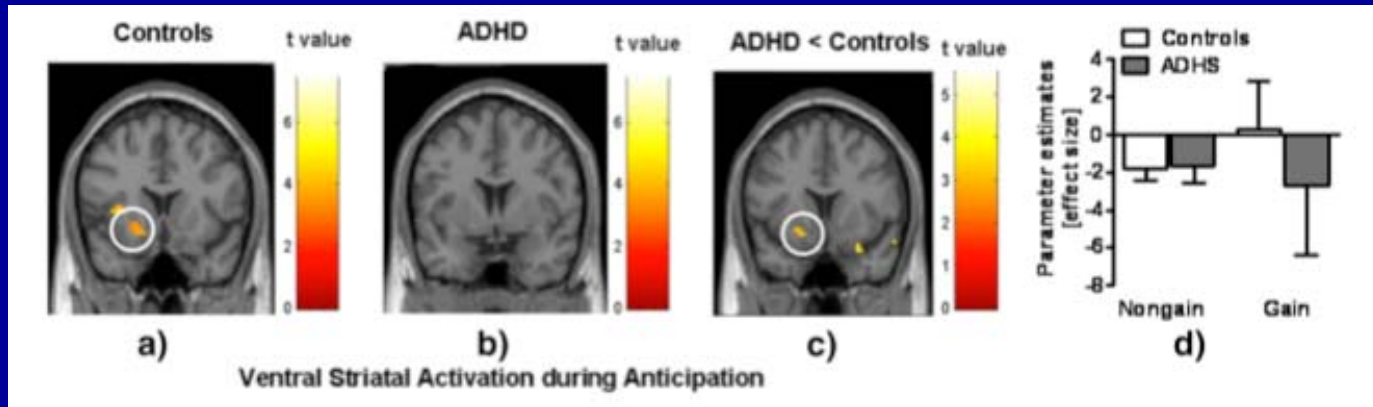 Controls
t value
6
4
2
0
a)
ADHD
t value
6
4
2
0
b)
ADHD < Controls
t value
5
4
3
2
1
0
c)
Controls
ADHS
Parameter estimates
[effect size]
4
2
0
-2
-4
-6
-8
Nongain
Gain
d)
Ventral Striatal Activation during Anticipation